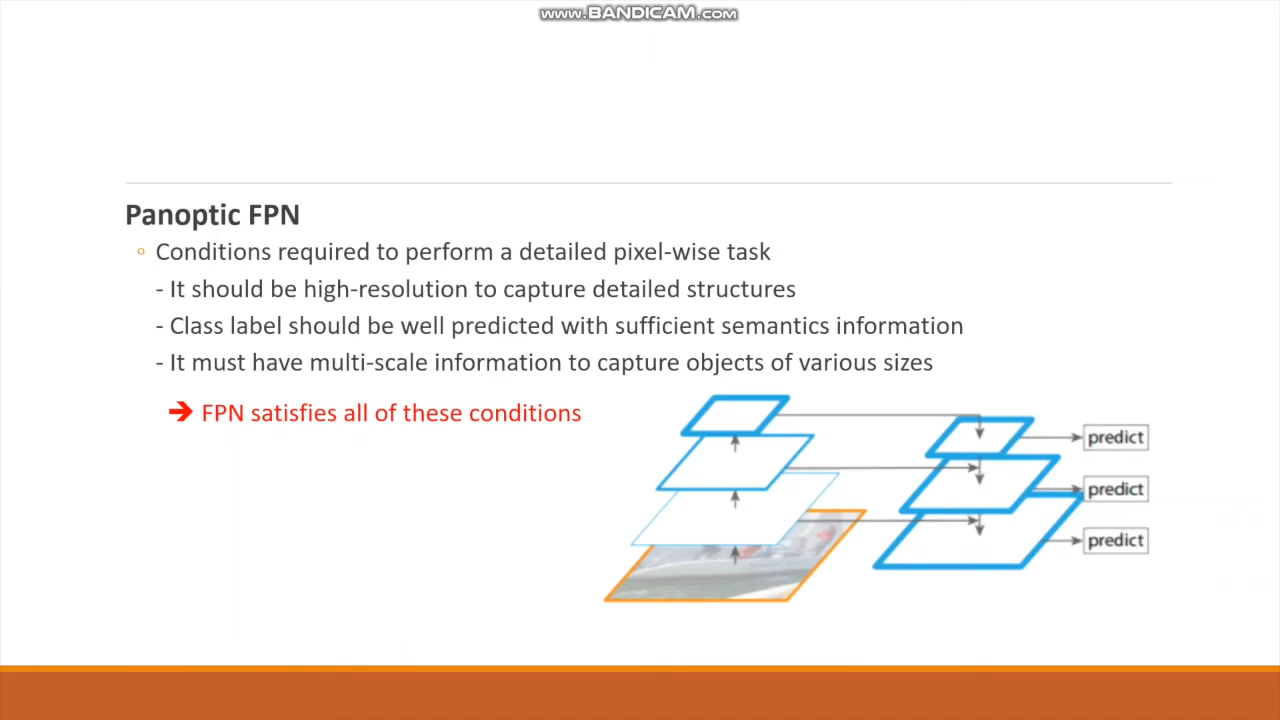 www.BANDICAM.com
Panoptic FPN
◦ Conditions required to perform a detailed pixel-wise task
- It should be high-resolution to capture detailed structures
- Class label should be well predicted with sufficient semantics information
- It must have multi-scale information to capture objects of various sizes
➔ FPN satisfies all of these conditions
predict
predict
predict